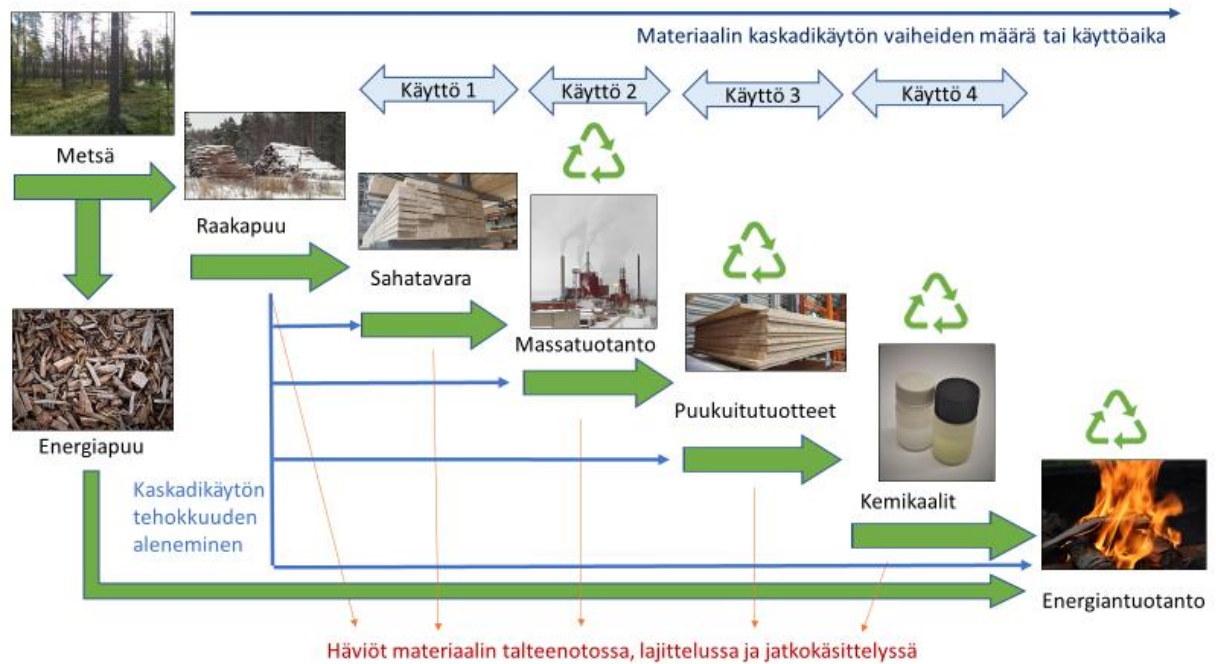 Materiaalin kaskadikäytön vaiheiden määrä tai käyttöaika
Käyttö 1
Käyttö 2
Käyttö 3
Käyttö 4
Metsä
Raakapuu
Sahatavara
Massatuotanto
Puukuitutuotteet
Energiapuu
Kaskadikäytön
tehokkuuden
aleneminen
Kemikaalit
Energiantuotanto
Häviöt materiaalin talteenotossa, lajittelussa ja jatkokäsittelyssä